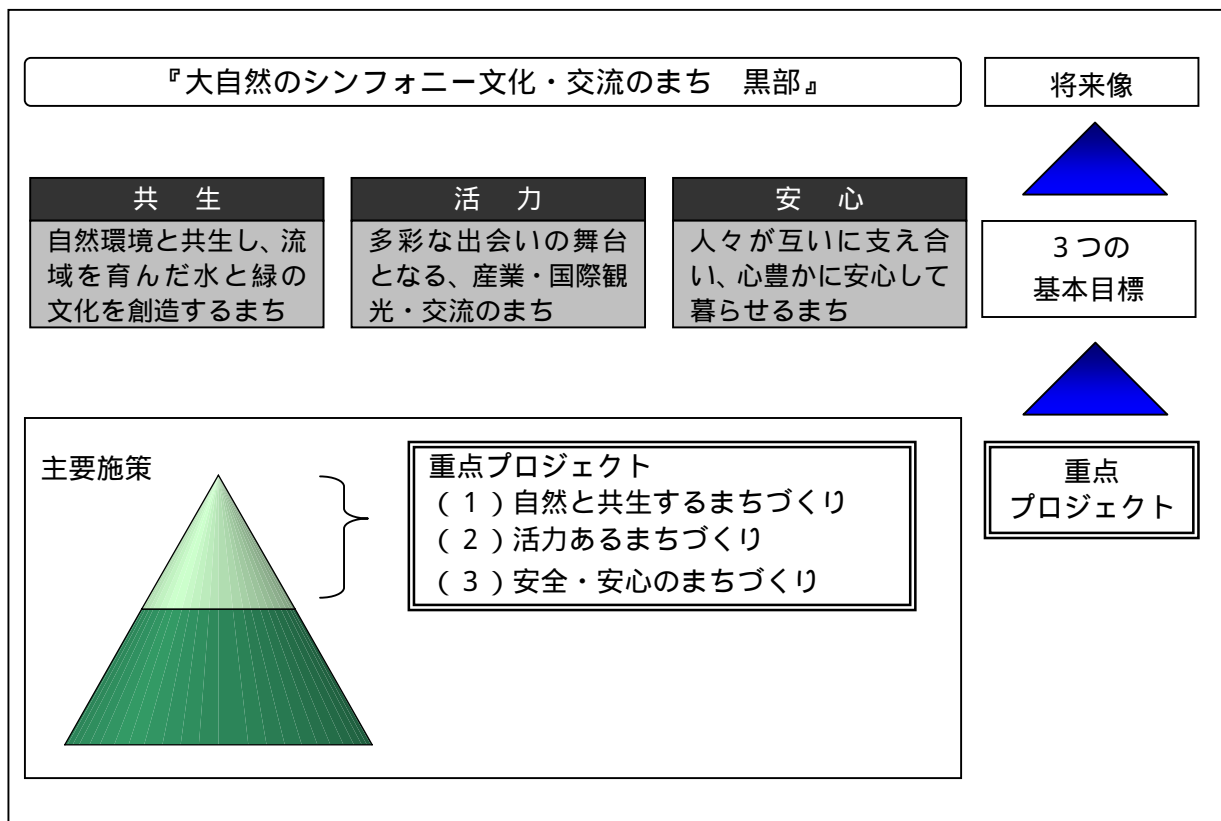 『大自然のシンフォニー文化・交流のまち　黒部』
将来像
共　生
自然環境と共生し、流
域を育んだ水と緑の
文化を創造するまち
活　力
多彩な出会いの舞台
となる、産業・国際観
光・交流のまち
安　心
人々が互いに支え合
い、心豊かに安心して
暮らせるまち
３つの
基本目標
主要施策
重点プロジェクト
（１）自然と共生するまちづくり
（２）活力あるまちづくり
（３）安全・安心のまちづくり
重点
プロジェクト